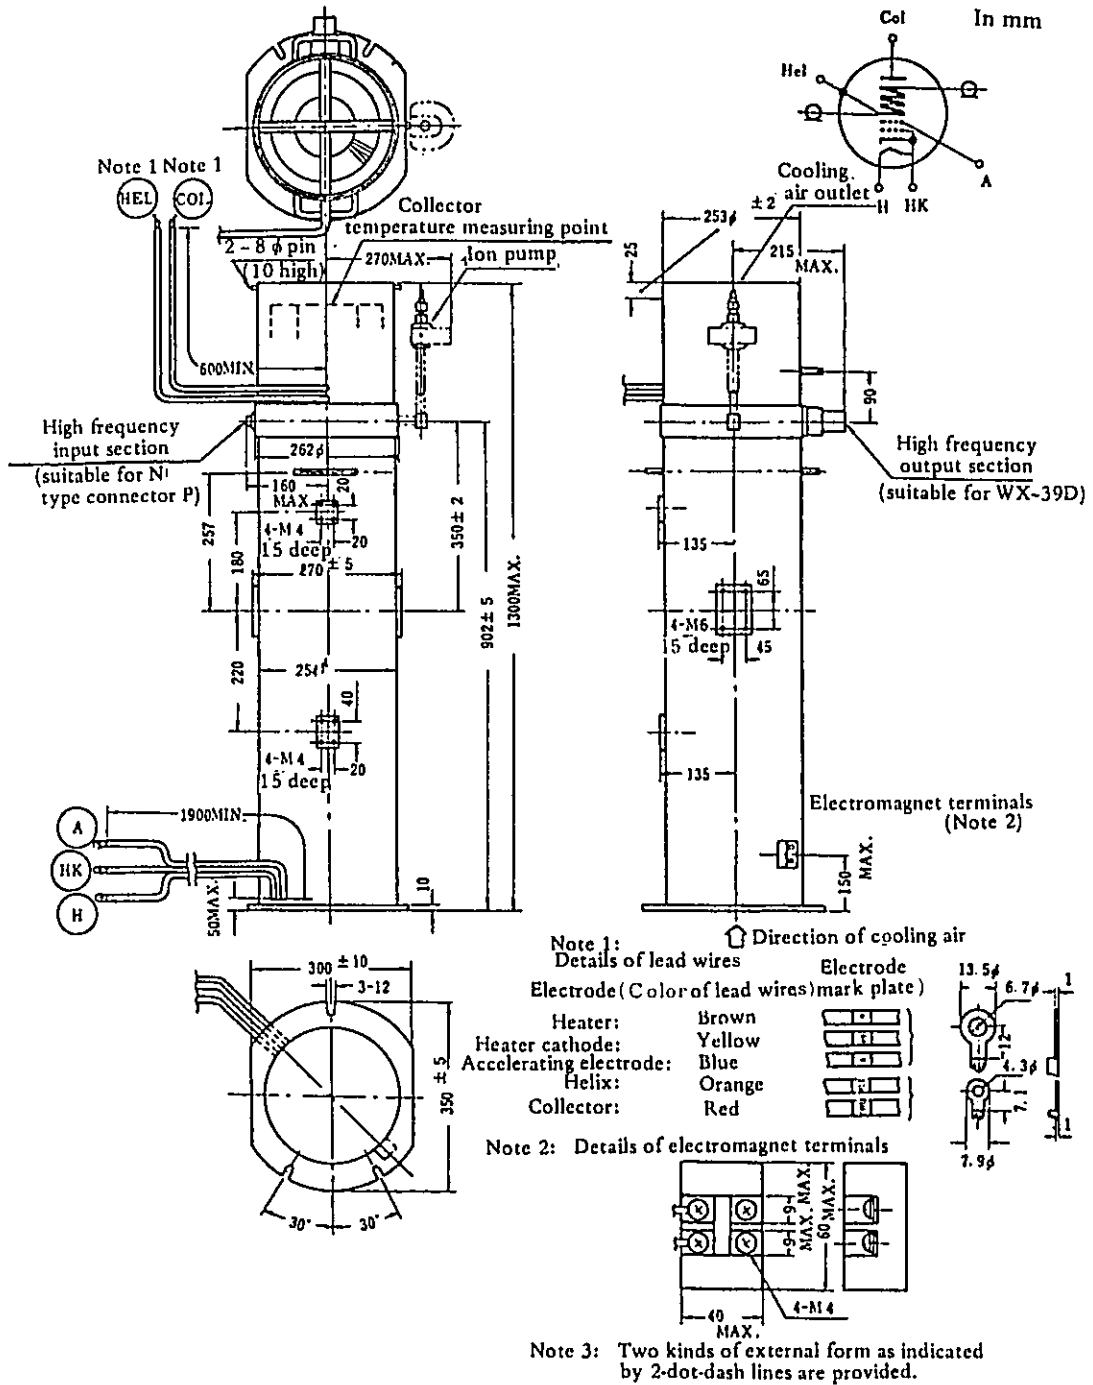 Col
In mm
Hel
A
H
HK
Note 1 Note 1
HEL
COL
Collector
temperature measuring point
2 - 8 φ pin
(10 high)
270MAX.
Ion pump
600MIN.
High frequency
input section
(suitable for N
type connector P)
262φ
160
MAX
20
4-M4
15 deep
20
257
180
270 ± 5
350±2
902±5
1300MAX.
254
220
40
4-M4
15 deep
20
1900MIN.
A
HK
H
50MAX.
10
Cooling
air outlet
253φ ±2
25
215
MAX.
90
High frequency
output section
(suitable for WX-39D)
135
65
4-M6
15 deep
45
135
Electromagnet terminals
(Note 2)
150
MAX.
Direction of cooling air
300 ±10
3-12
350 ± 5
30°
30°
Note 1:
Details of lead wires
Electrode (Color of lead wires) Electrode mark plate)
Heater: Brown
Heater cathode: Yellow
Accelerating electrode: Blue
Helix: Orange
Collector: Red
13.5φ
6.7φ
1
12
4.3φ
7.1
7.9φ
1
Note 2: Details of electromagnet terminals
9
MAX.
9
MAX.
60
MAX.
40
MAX.
4-M4
Note 3: Two kinds of external form as indicated
by 2-dot-dash lines are provided.